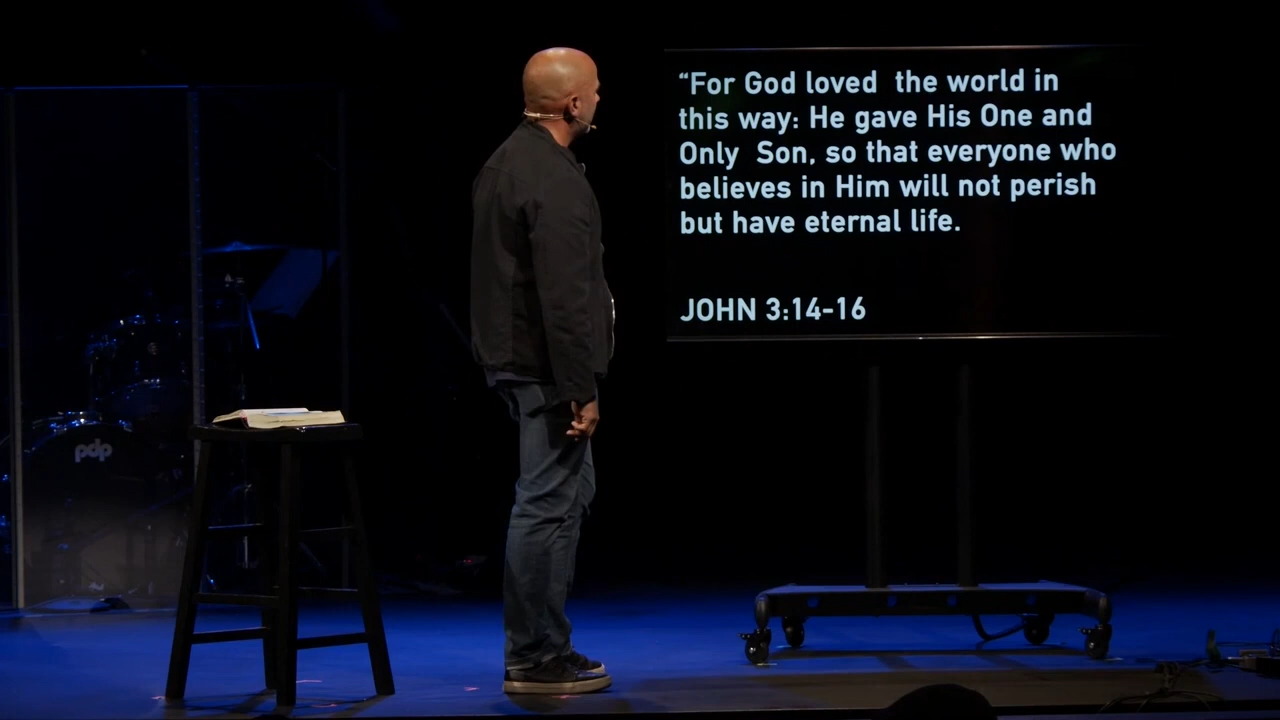 “For God loved  the world in
this way: He gave His One and
Only  Son, so that everyone who
believes in Him will not perish
but have eternal life.
JOHN 3:14-16
pdp